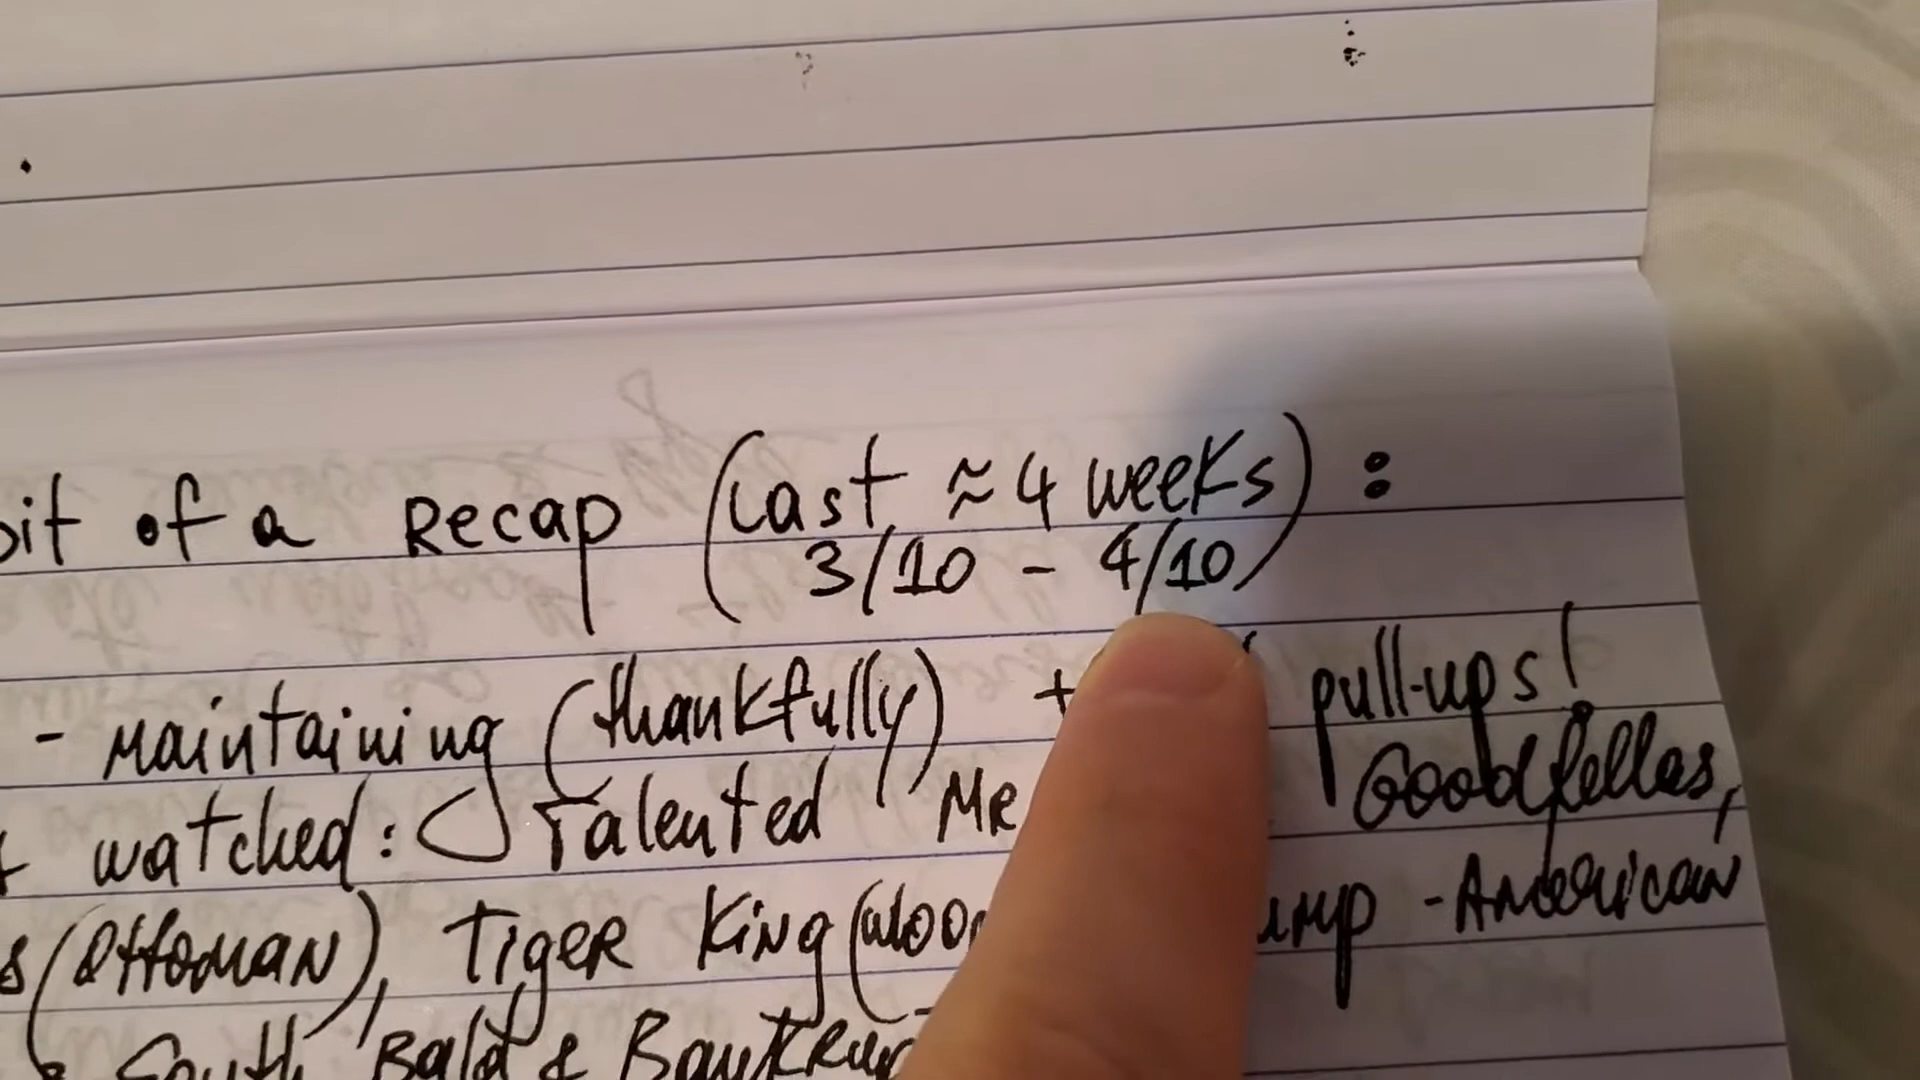 bit of a Recap (Last ≈ 4 weeks) :
3/10 - 4/10
- Maintaining (thankfully) + pull-ups!
watched: Talented MR Goodfellas,
(Ottoman), TIGER KING - American
South, Bald &